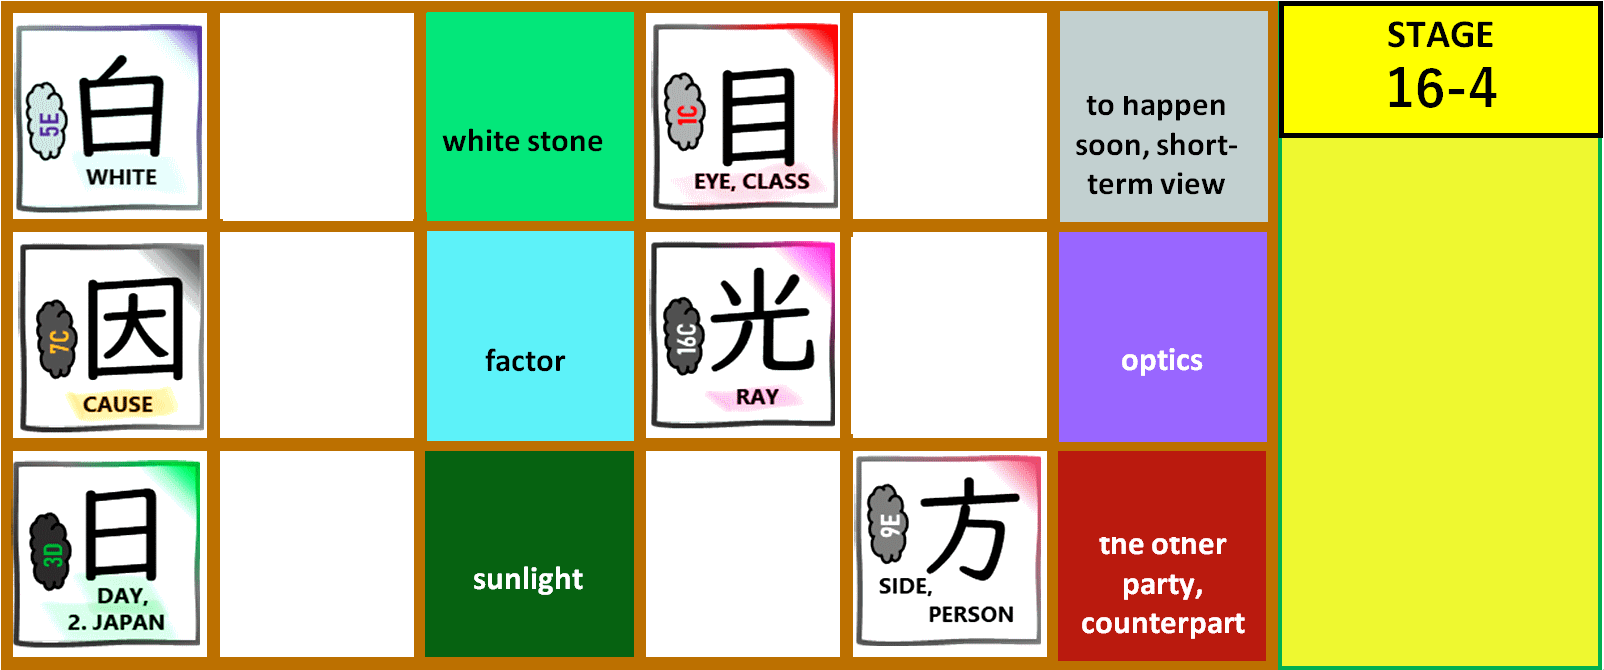 5E
白
WHITE
white stone
1C
目
EYE, CLASS
to happen
soon, short-
term view
STAGE
16-4
7C
因
CAUSE
factor
16C
光
RAY
optics
3D
日
DAY,
2. JAPAN
sunlight
9E
方
SIDE,
PERSON
the other
party,
counterpart